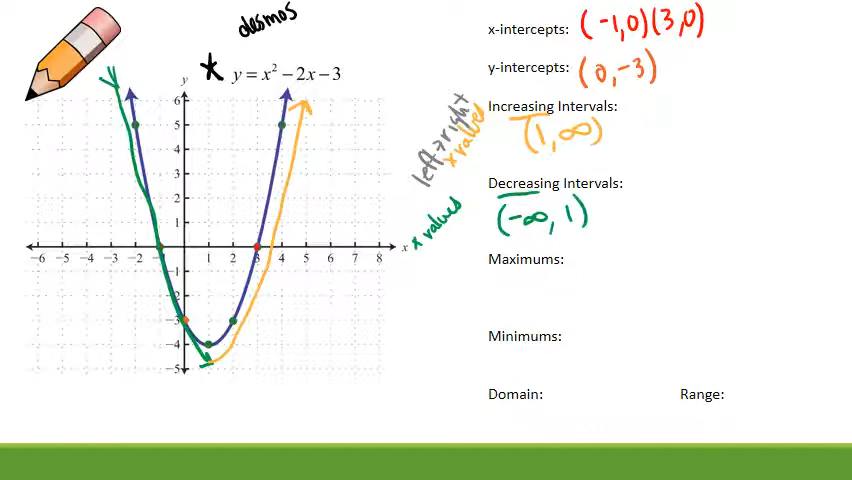 desmos
* y = x² − 2x − 3
y
6
5
4
3
2
1
−6 −5 −4 −3 −2 −1 1 2 3 4 5 6 7 8 x
−1
−2
−3
−4
−5
left → right
x values
x values
x-intercepts: (-1,0)(3,0)
y-intercepts: (0,-3)
Increasing Intervals:
(1,∞)
Decreasing Intervals:
(-∞, 1)
Maximums:
Minimums:
Domain: Range: